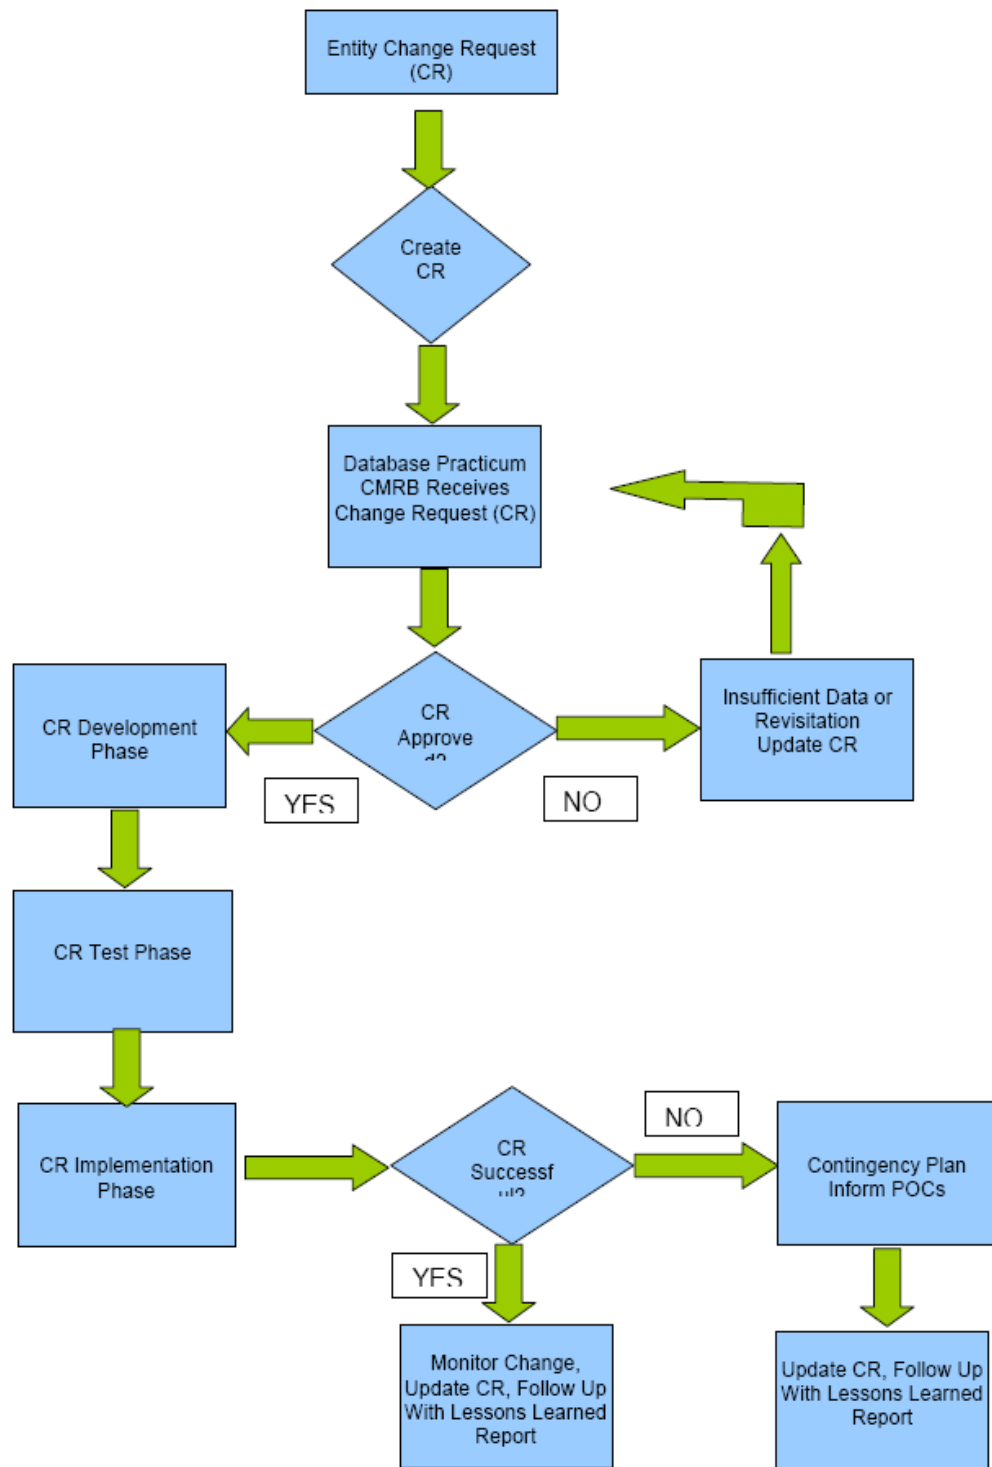 Entity Change Request
(CR)
Create
CR
Database Practicum
CMRB Receives
Change Request (CR)
CR
Approve
d?
CR Development
Phase
Insufficient Data or
Revisitation
Update CR
YES
NO
CR Test Phase
CR Implementation
Phase
CR
Successf
ul?
NO
Contingency Plan
Inform POCs
YES
Monitor Change,
Update CR, Follow Up
With Lessons Learned
Report
Update CR, Follow Up
With Lessons Learned
Report